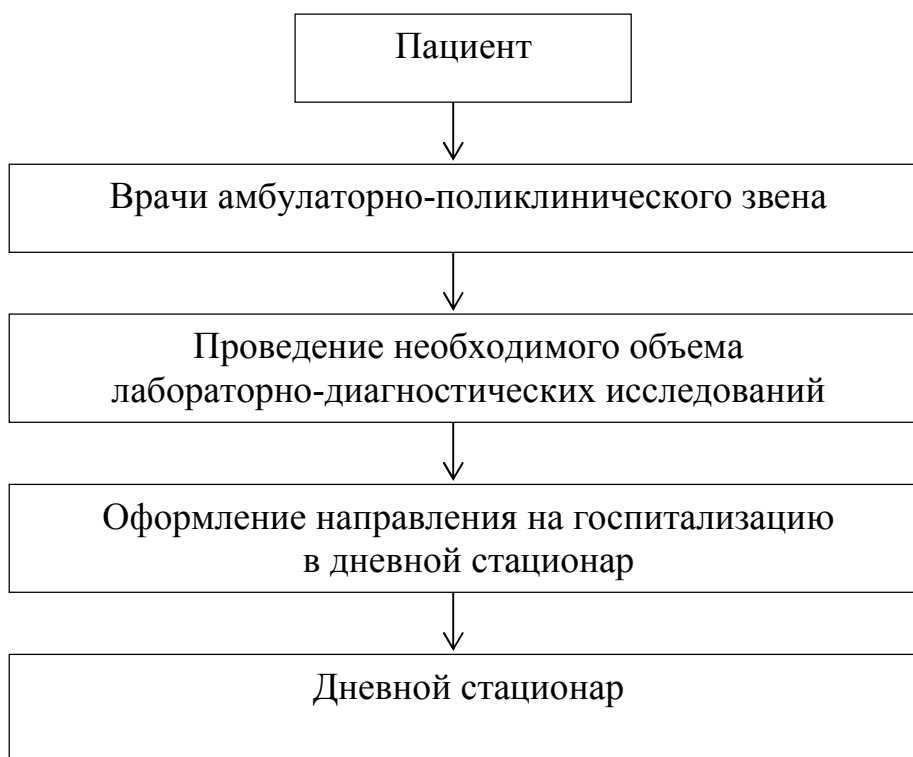 Пациент
Врачи амбулаторно-поликлинического звена
Проведение необходимого объема
лабораторно-диагностических исследований
Оформление направления на госпитализацию
в дневной стационар
Дневной стационар